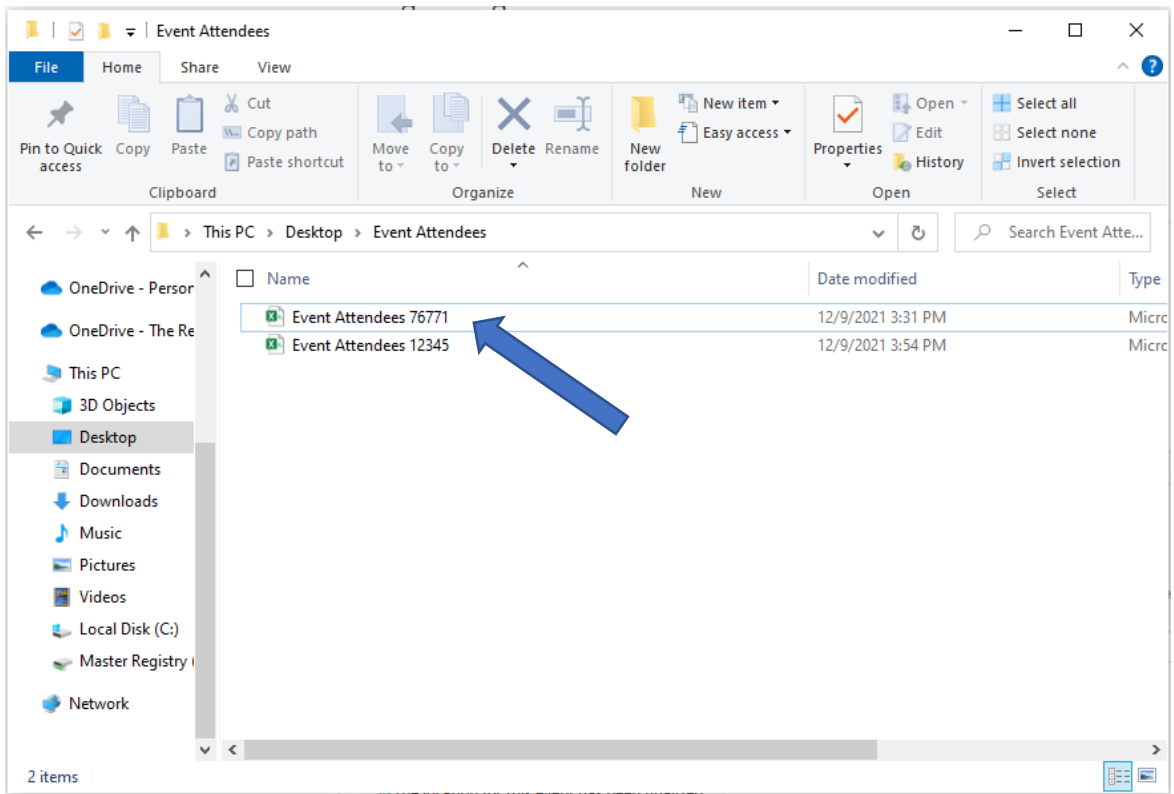 Event Attendees
File Home Share View
Pin to Quick access
Copy
Paste
Cut
Copy path
Paste shortcut
Clipboard
Move to
Copy to
Delete
Rename
Organize
New folder
New item
Easy access
New
Properties
Open
Edit
History
Open
Select all
Select none
Invert selection
Select
This PC > Desktop > Event Attendees
Search Event Atte...
Name Date modified Type
Event Attendees 76771 12/9/2021 3:31 PM Micro
Event Attendees 12345 12/9/2021 3:54 PM Micro
OneDrive - Person
OneDrive - The Re
This PC
3D Objects
Desktop
Documents
Downloads
Music
Pictures
Videos
Local Disk (C:)
Master Registry (
Network
2 items